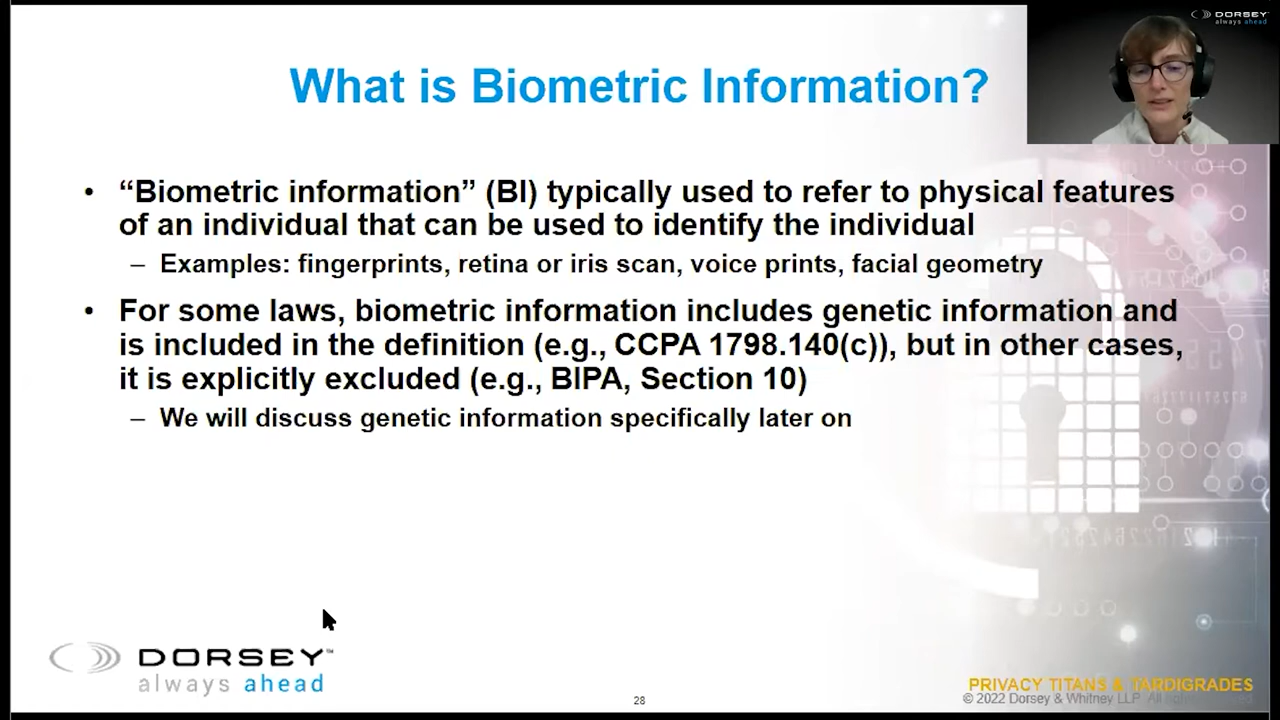 DORSEY
always ahead
What is Biometric Information?
• “Biometric information” (BI) typically used to refer to physical features
of an individual that can be used to identify the individual
– Examples: fingerprints, retina or iris scan, voice prints, facial geometry
• For some laws, biometric information includes genetic information and
is included in the definition (e.g., CCPA 1798.140(c)), but in other cases,
it is explicitly excluded (e.g., BIPA, Section 10)
– We will discuss genetic information specifically later on
DORSEY™
always ahead
28
PRIVACY TITANS & TARDIGRADES
© 2022 Dorsey & Whitney LLP. All rights reserved.